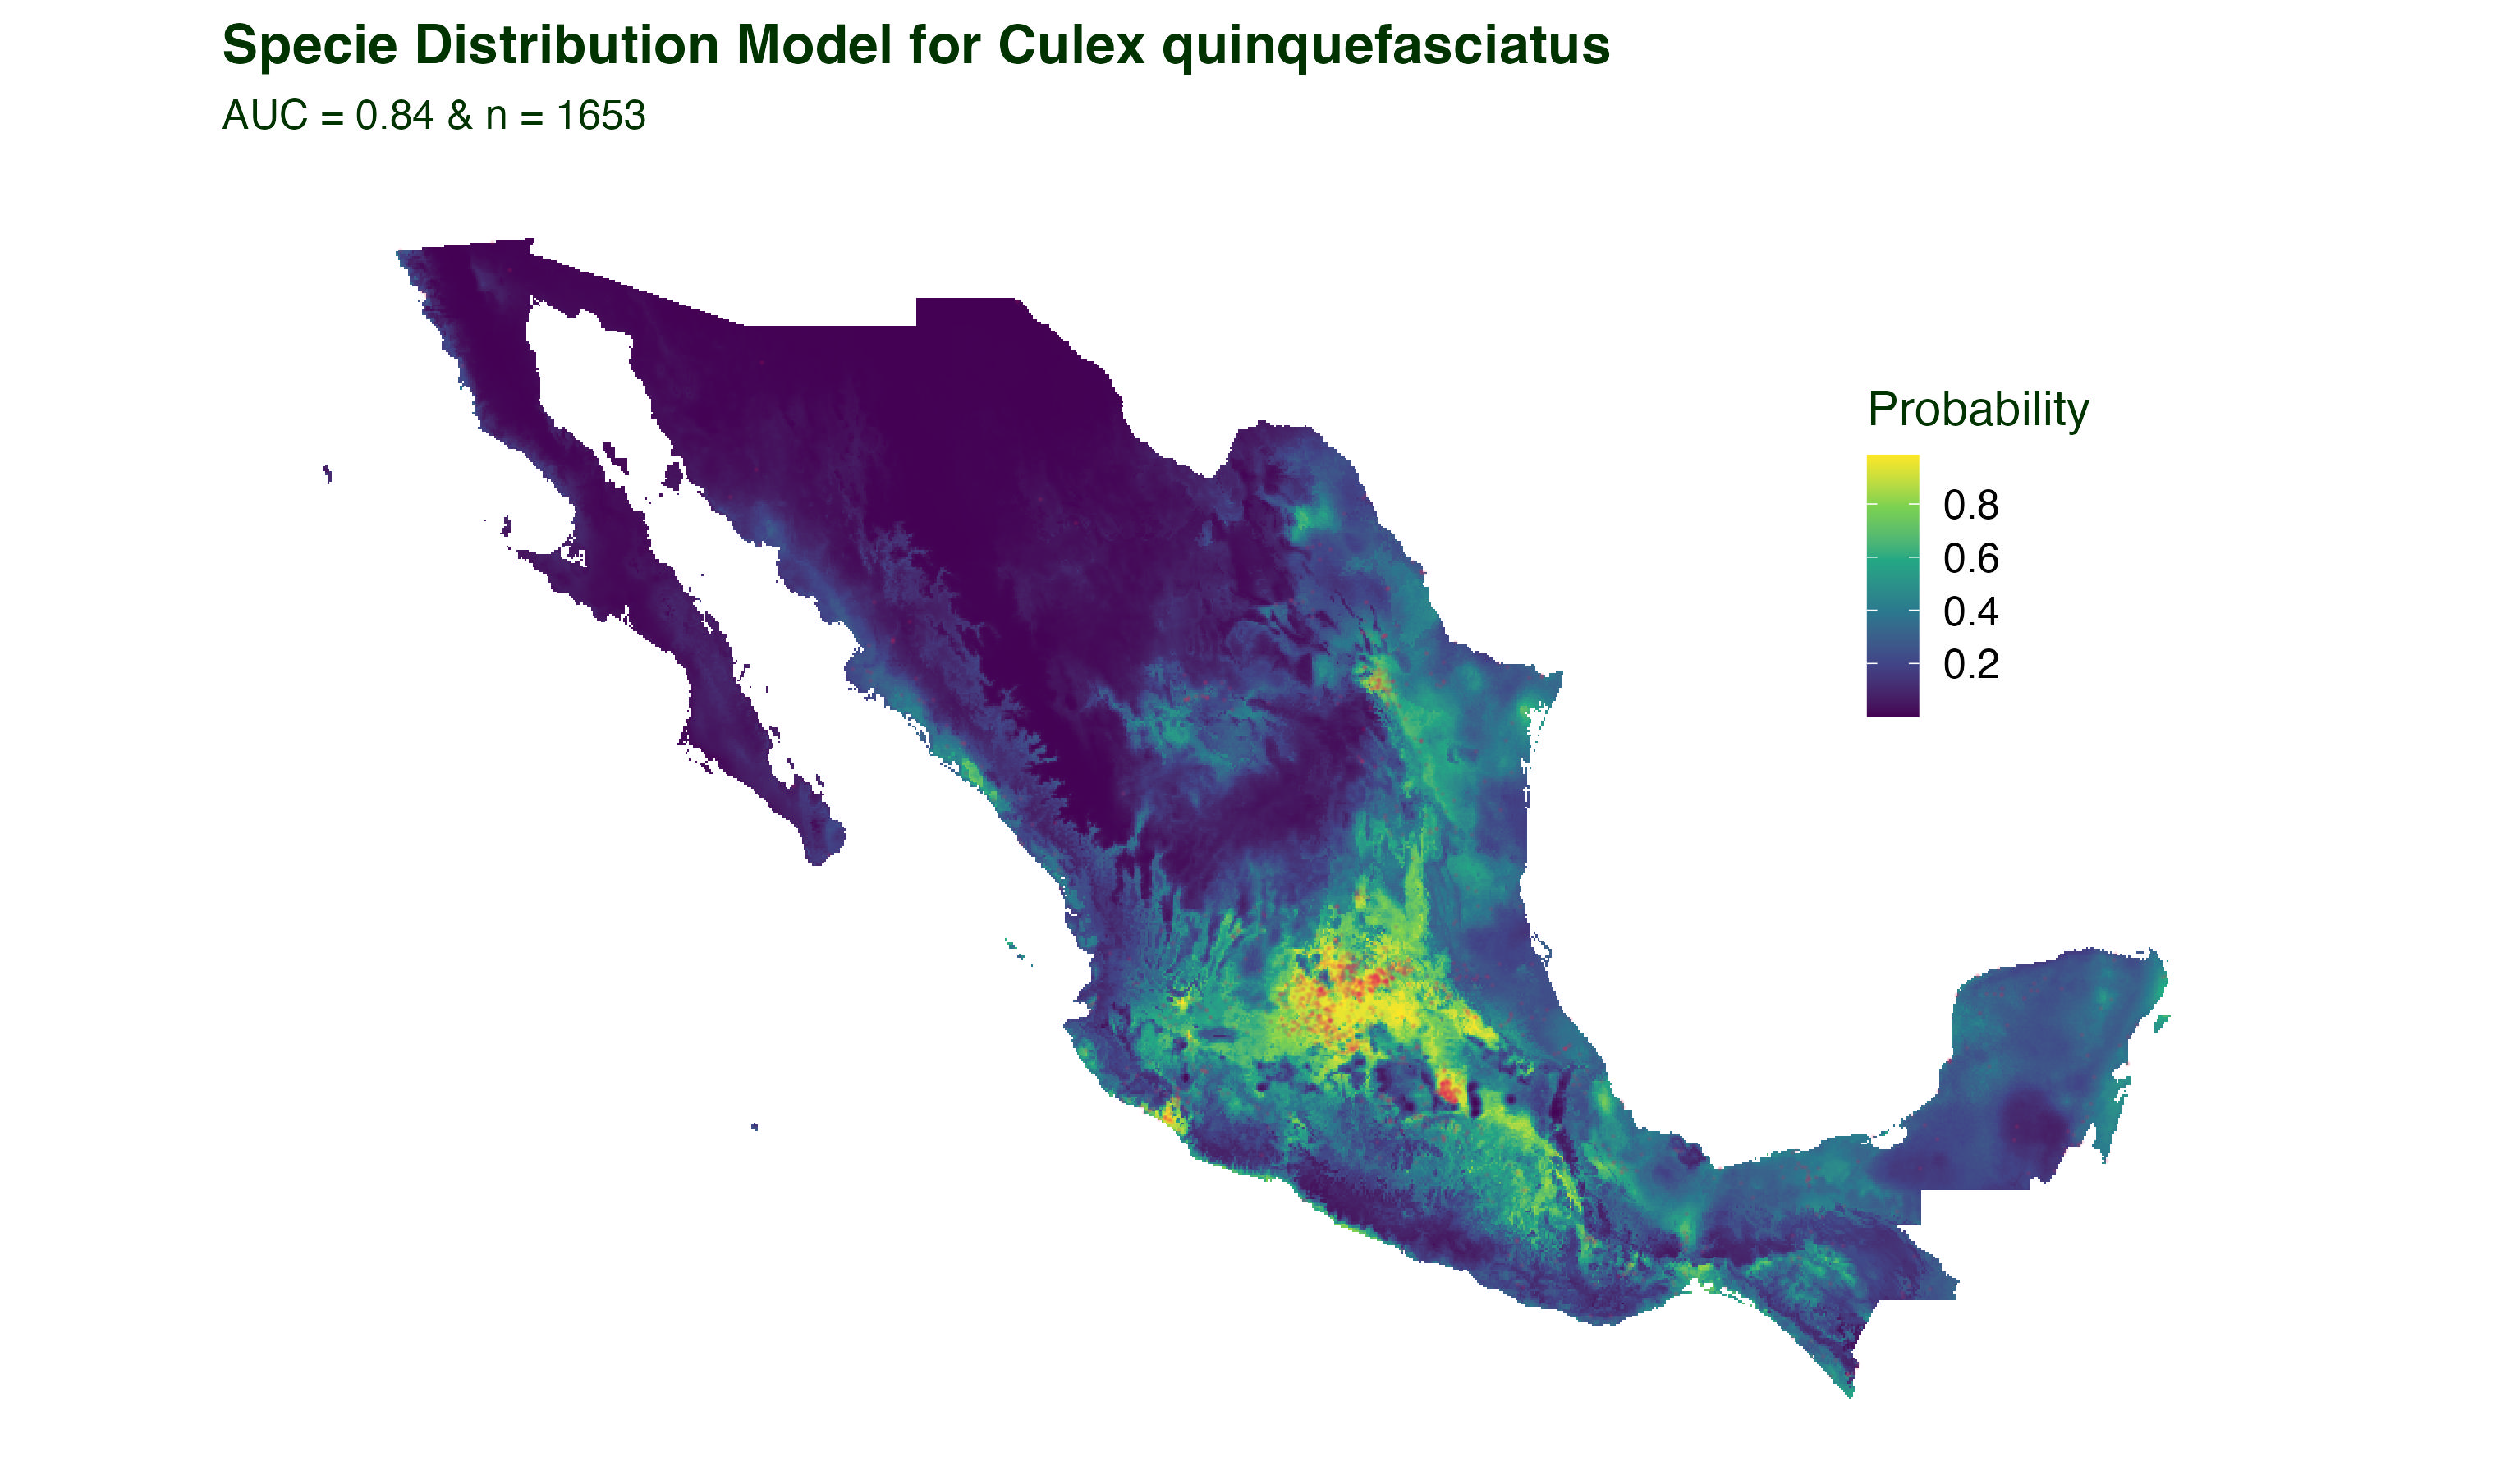 Specie Distribution Model for Culex quinquefasciatus
AUC = 0.84 & n = 1653
Probability
0.8
0.6
0.4
0.2